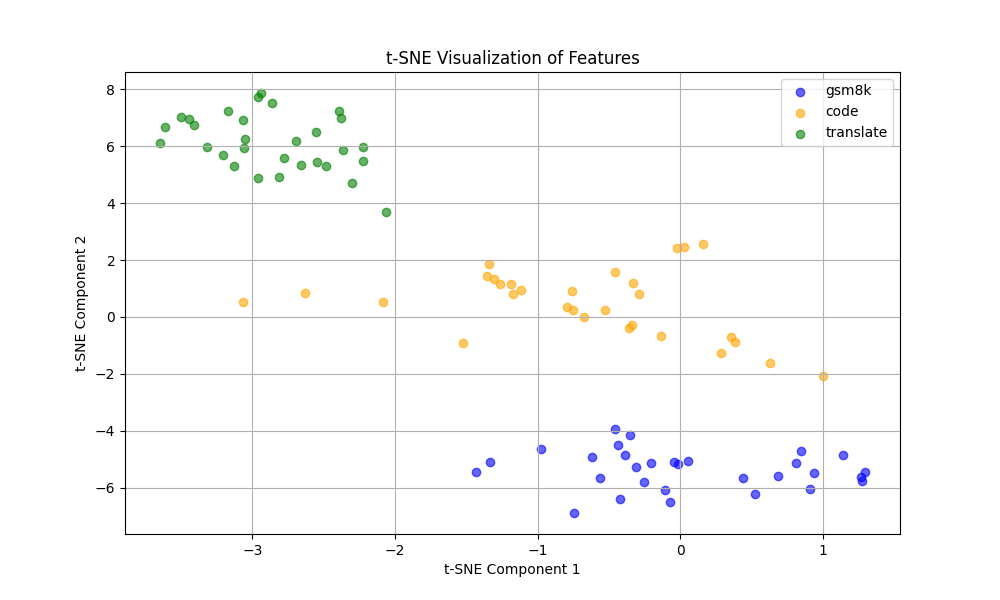 t-SNE Visualization of Features
gsm8k
code
translate
t-SNE Component 2
8
6
4
2
0
−2
−4
−6
−3
−2
−1
0
1
t-SNE Component 1